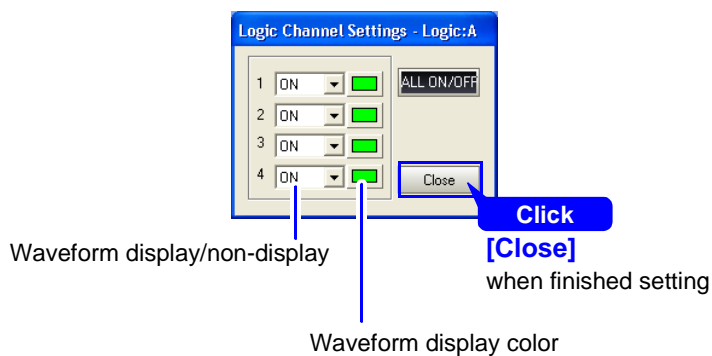 Logic Channel Settings - Logic:A
1 ON ALL ON/OFF
2 ON
3 ON
4 ON Close
Click
Waveform display/non-display [Close]
when finished setting
Waveform display color